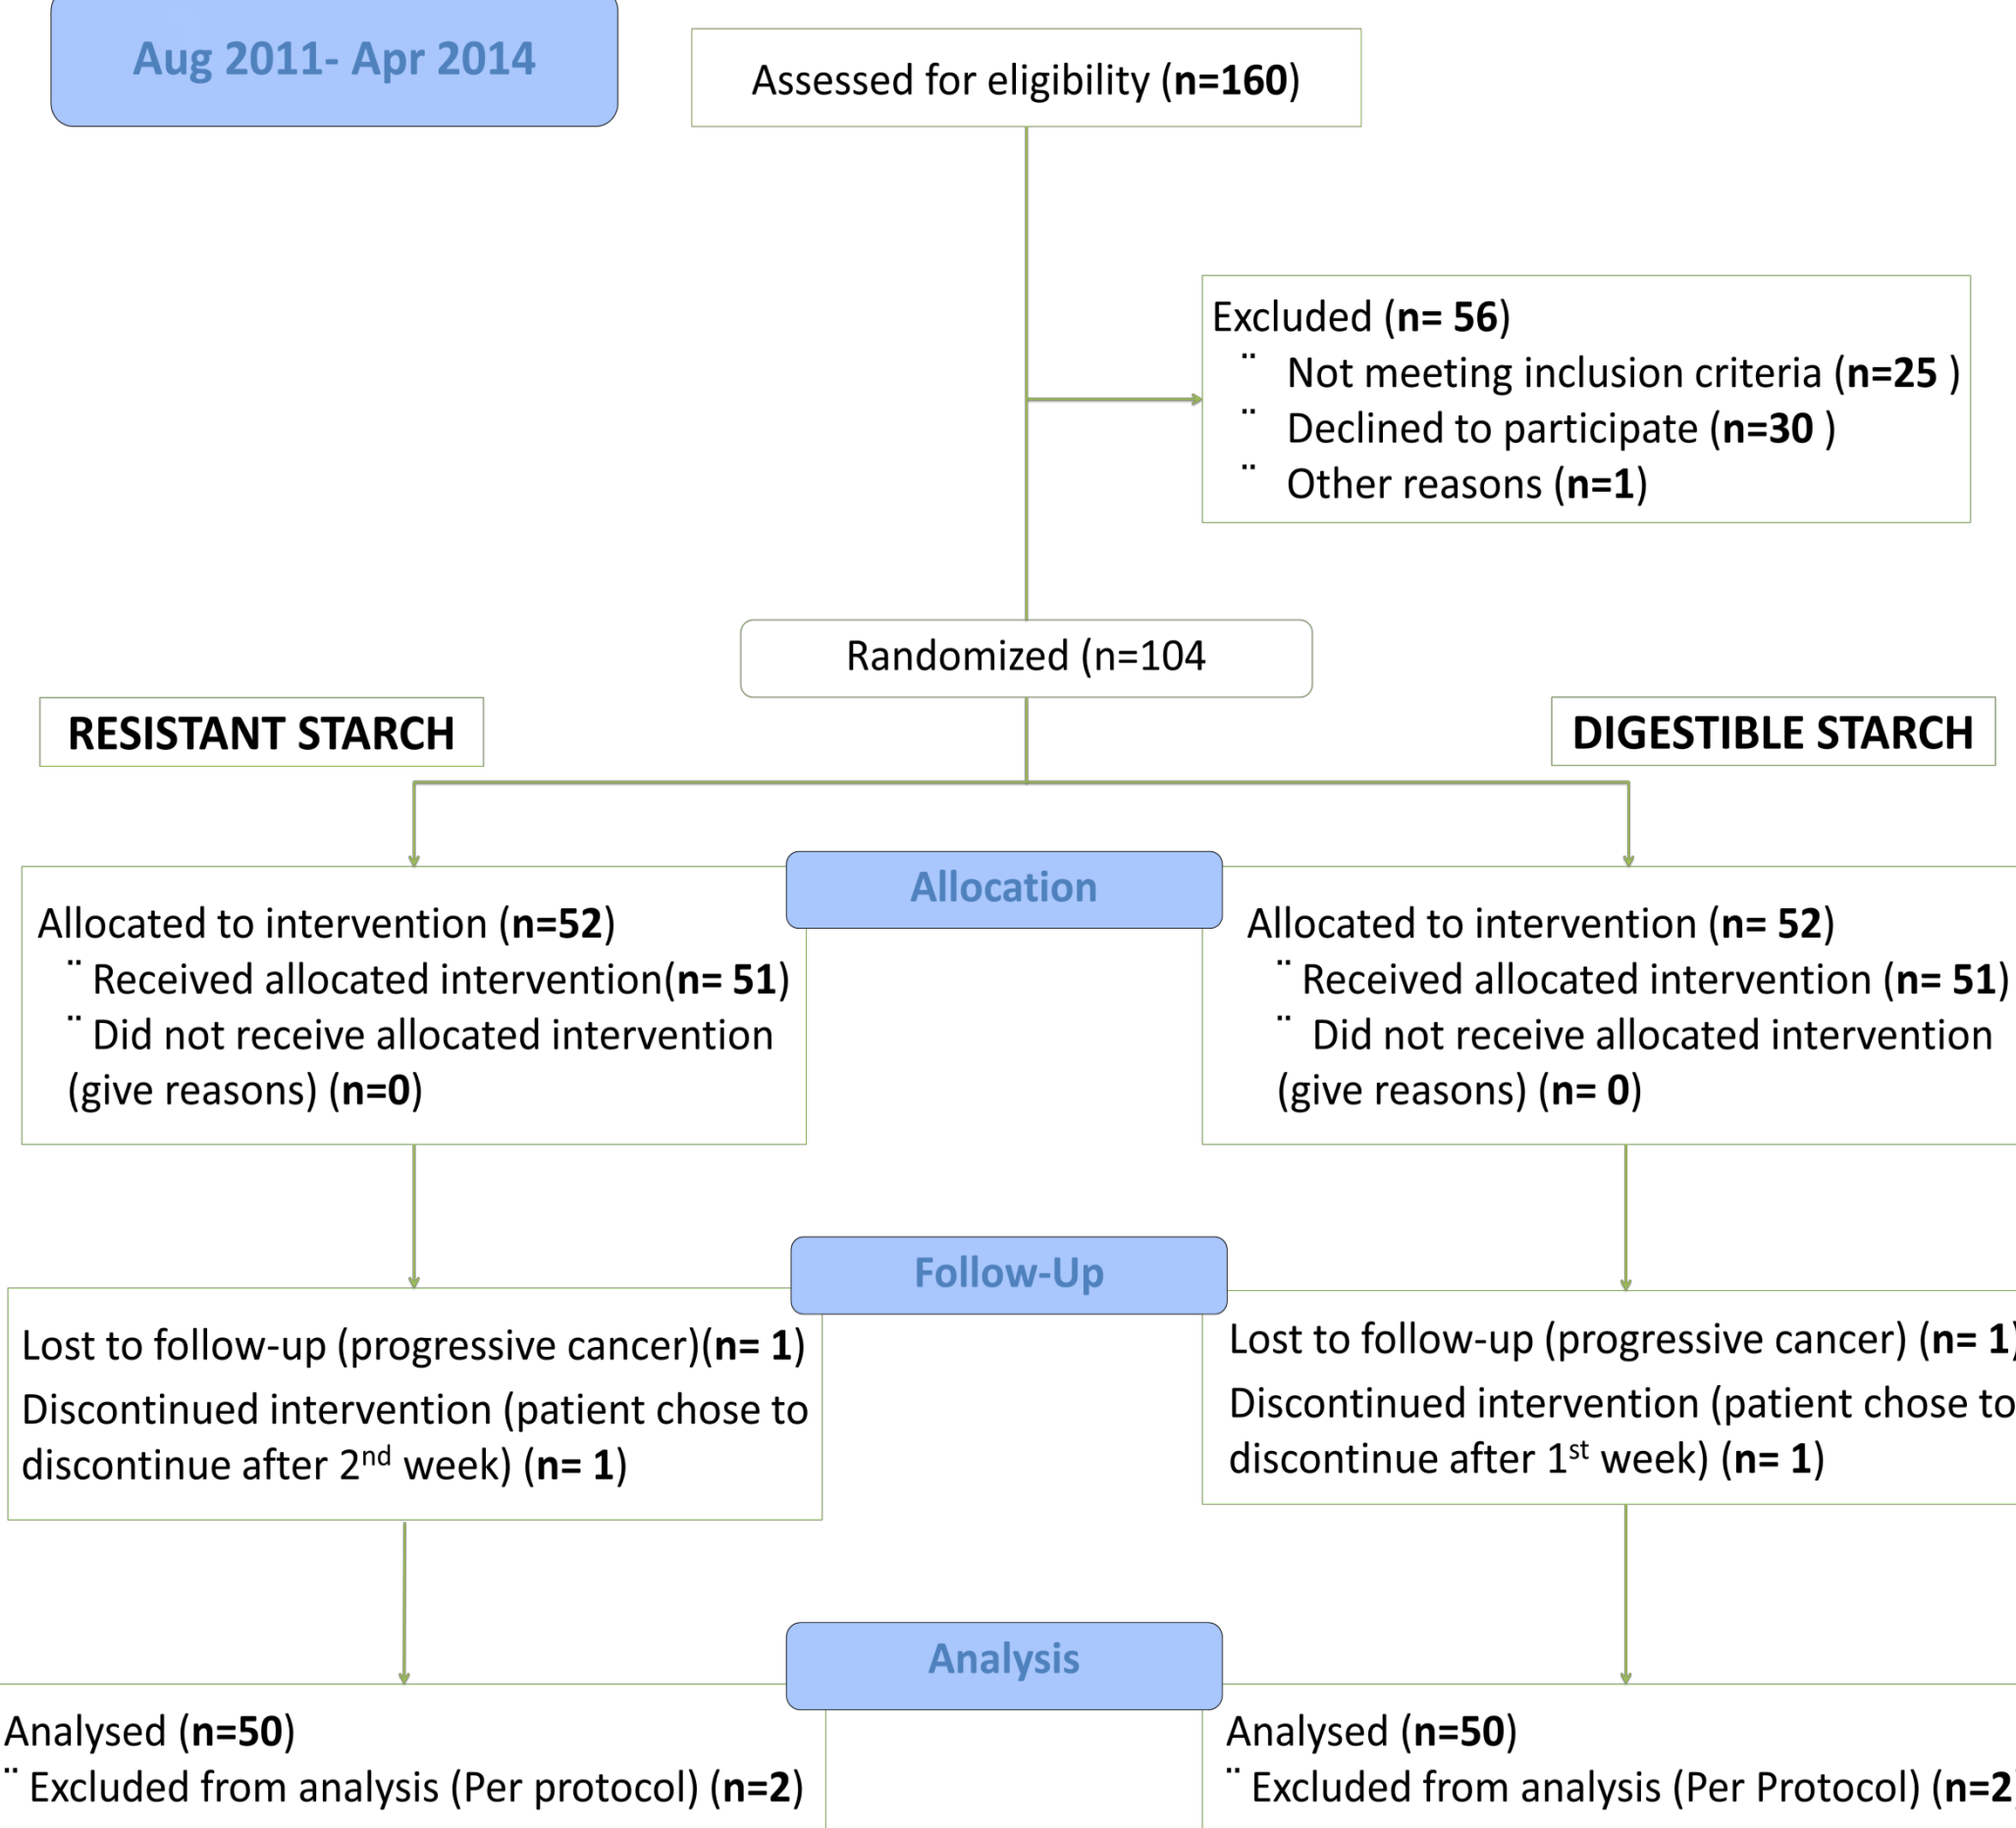 Aug 2011- Apr 2014
Assessed for eligibility (n=160)
Excluded (n= 56)
¨ Not meeting inclusion criteria (n=25 )
¨ Declined to participate (n=30 )
¨ Other reasons (n=1)
Randomized (n=104
RESISTANT STARCH
DIGESTIBLE STARCH
Allocation
Allocated to intervention (n=52)
¨ Received allocated intervention(n= 51)
¨ Did not receive allocated intervention
(give reasons) (n=0)
Allocated to intervention (n= 52)
¨ Received allocated intervention (n= 51)
¨ Did not receive allocated intervention
(give reasons) (n= 0)
Follow-Up
Lost to follow-up (progressive cancer)(n= 1)
Discontinued intervention (patient chose to
discontinue after 2nd week) (n= 1)
Lost to follow-up (progressive cancer) (n= 1)
Discontinued intervention (patient chose to
discontinue after 1st week) (n= 1)
Analysis
Analysed (n=50)
¨ Excluded from analysis (Per protocol) (n=2)
Analysed (n=50)
¨ Excluded from analysis (Per Protocol) (n=2